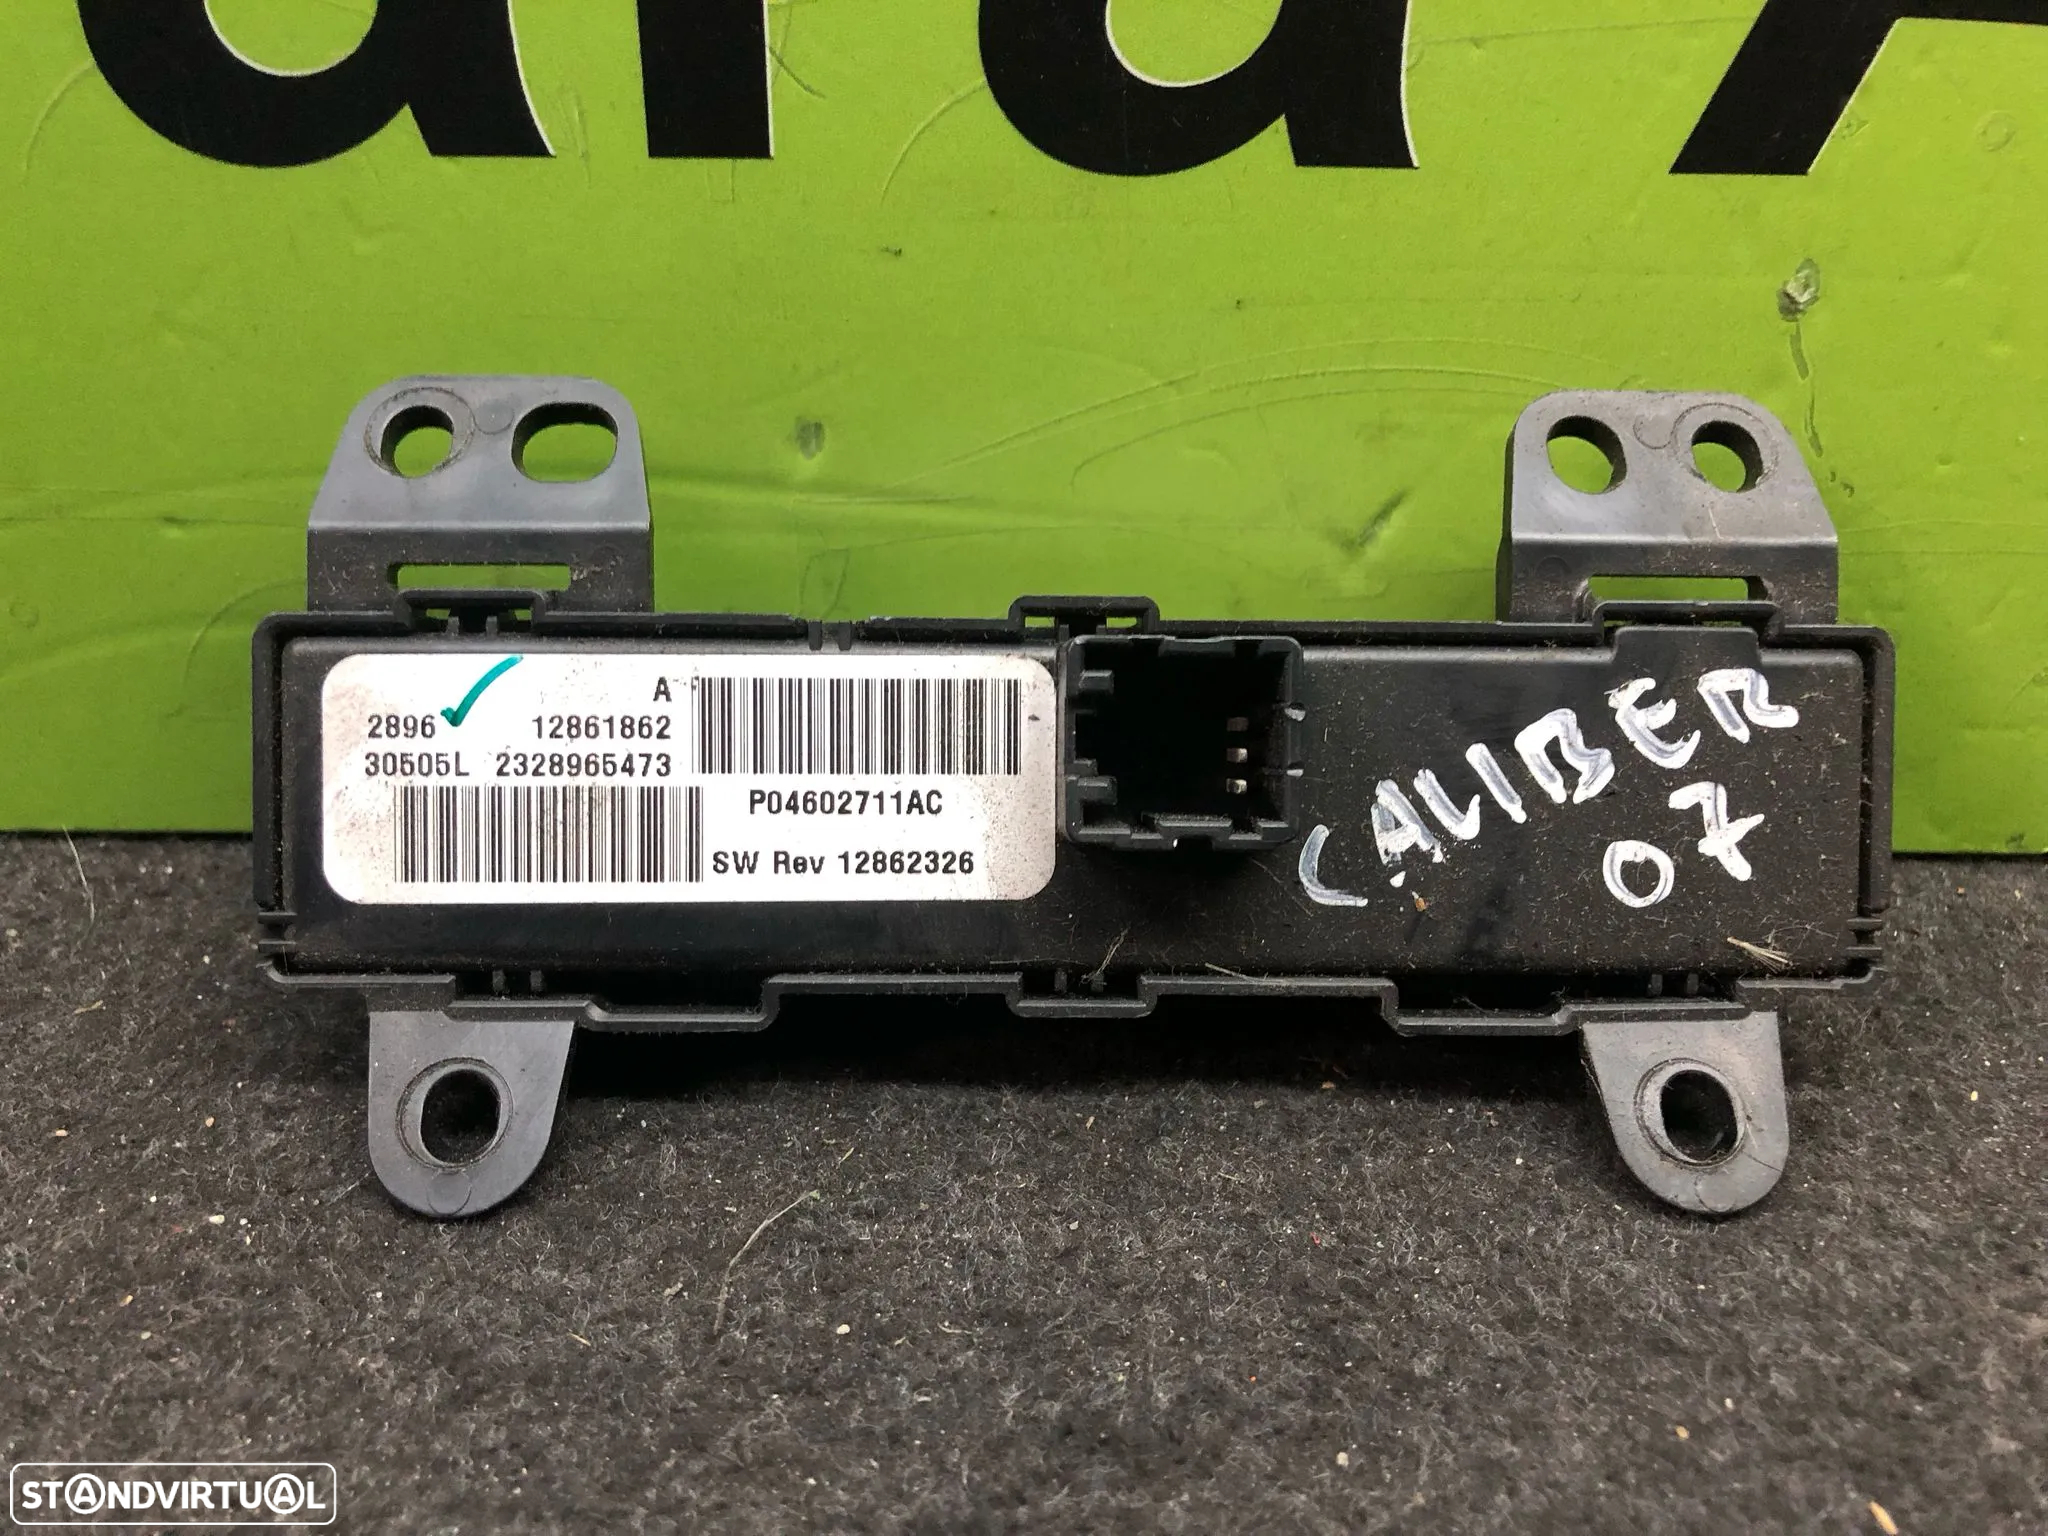 A
2896 12861862
30505L 2328965473
P04602711AC
SW Rev 12862326
CALIBER
07
STANDVIRTUAL